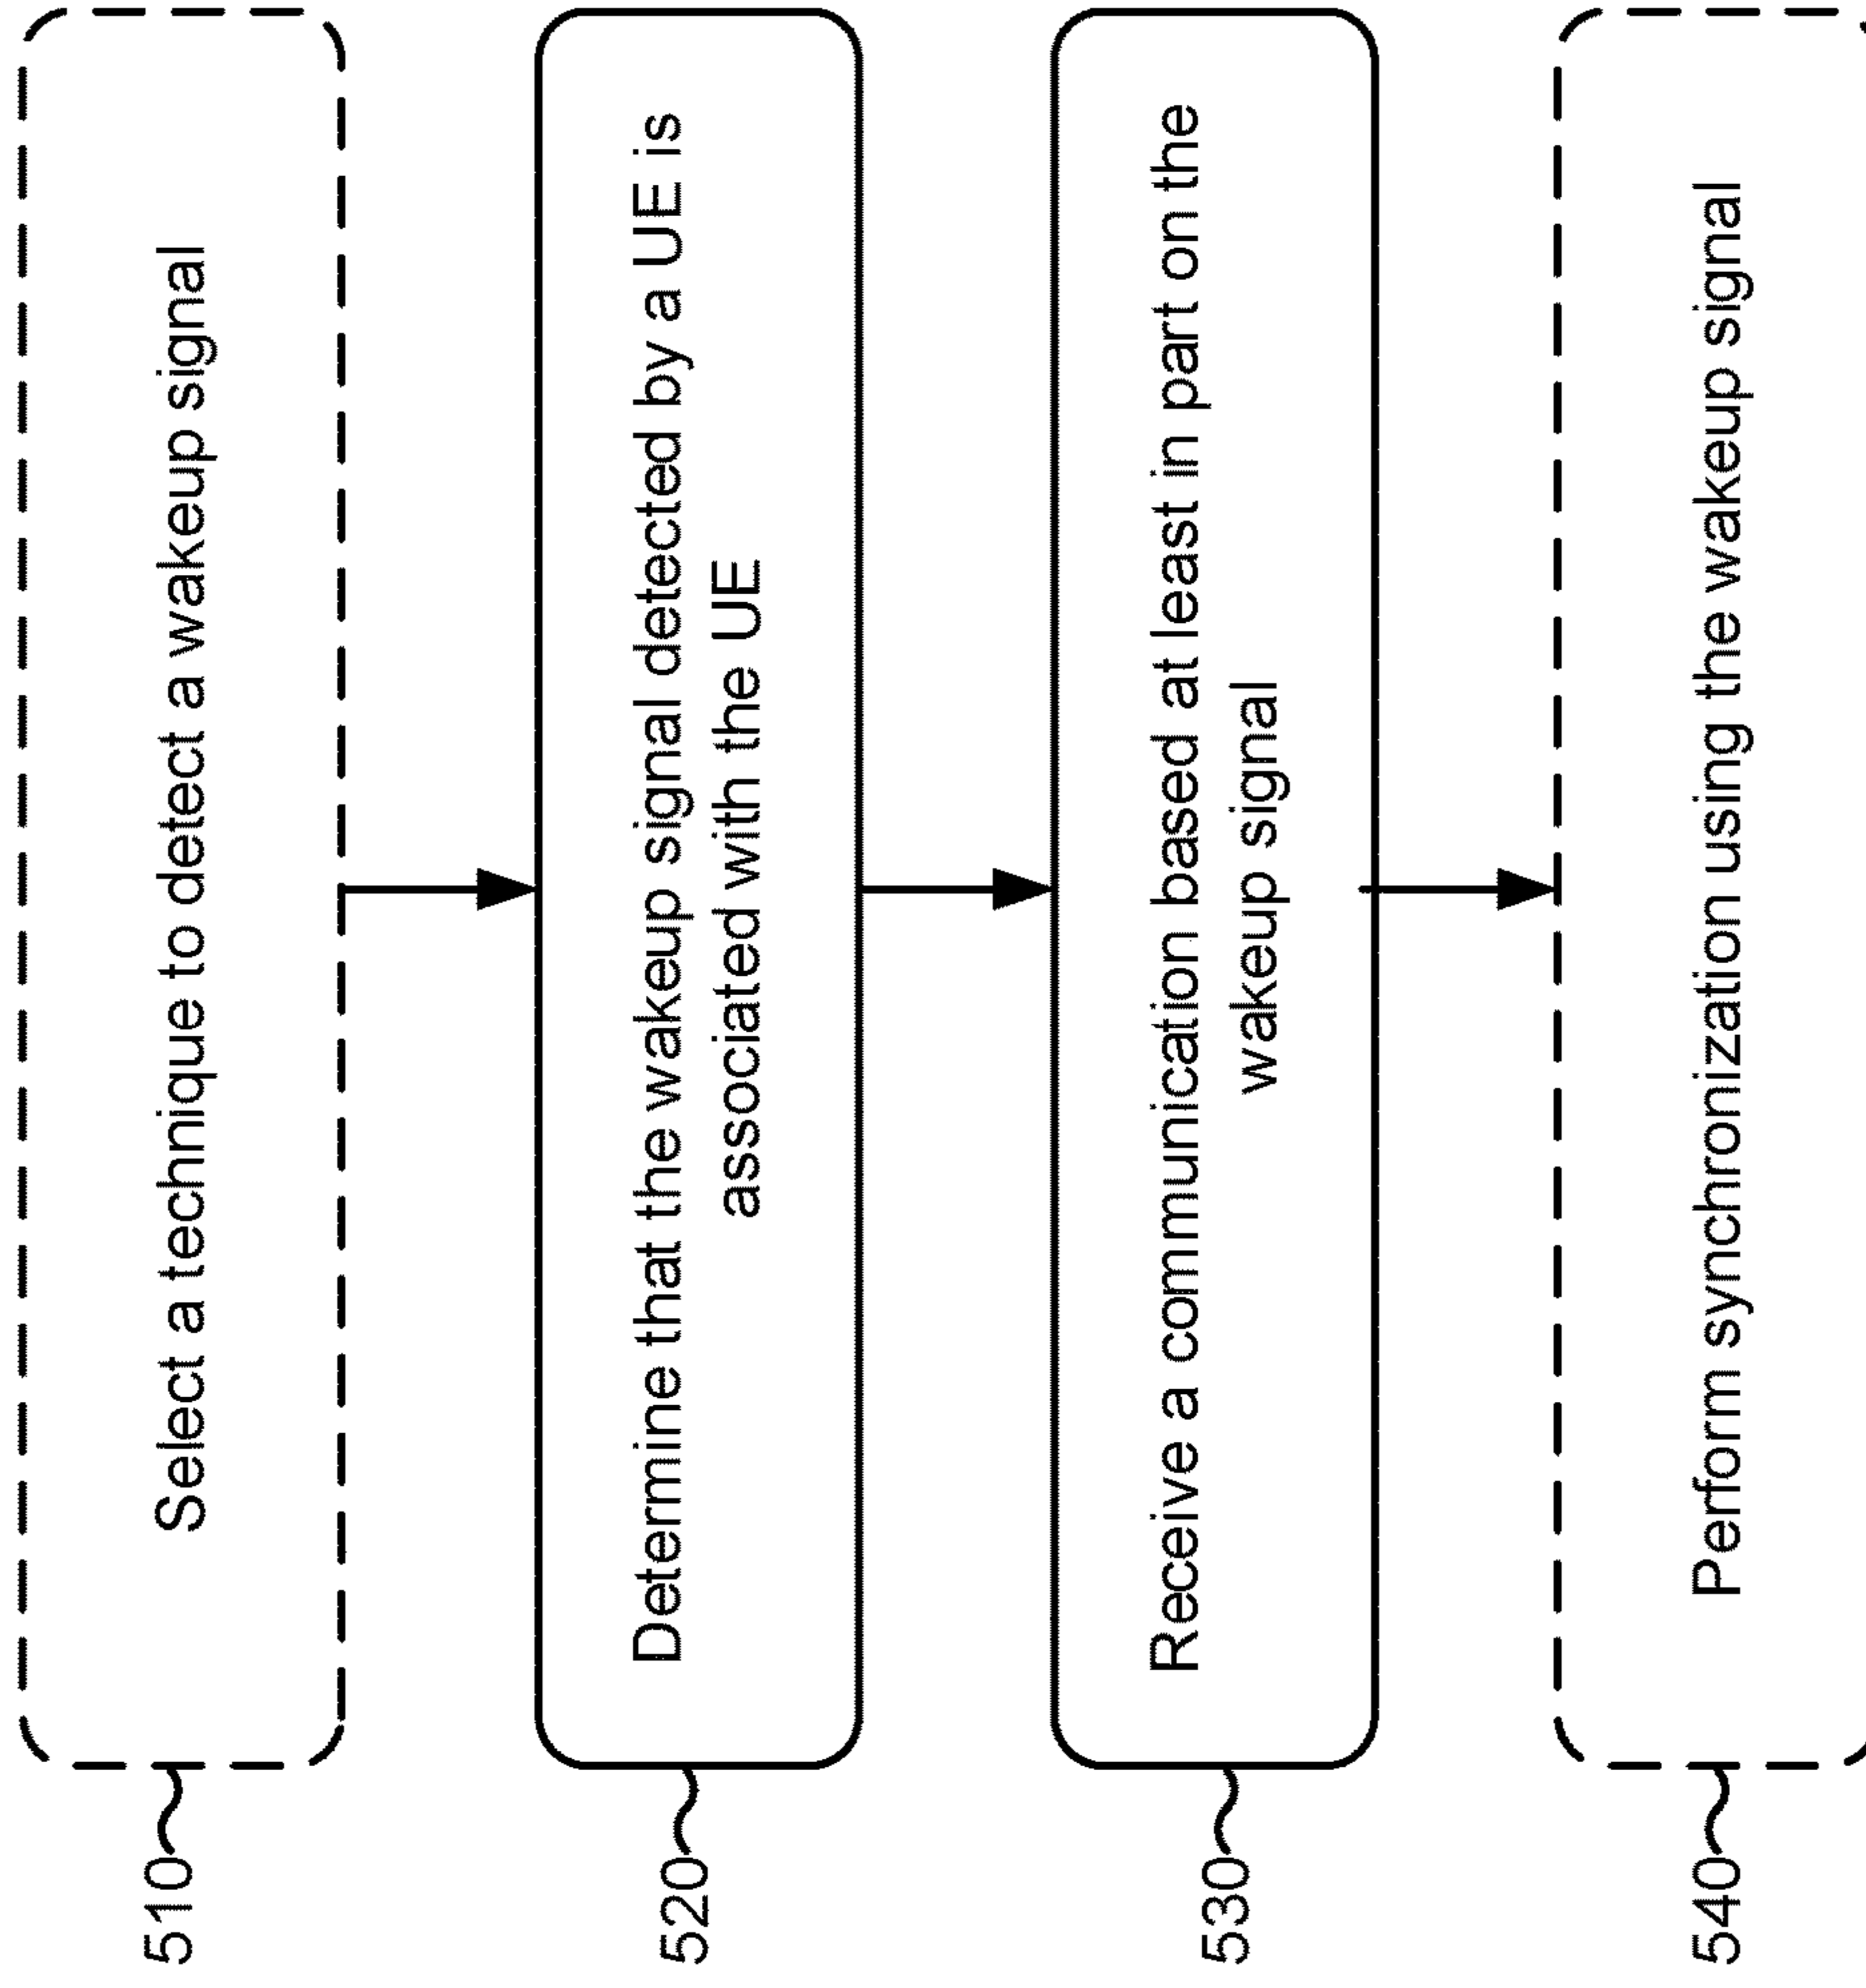 510
Select a technique to detect a wakeup signal
520
Determine that the wakeup signal detected by a UE is
associated with the UE
530
Receive a communication based at least in part on the
wakeup signal
540
Perform synchronization using the wakeup signal